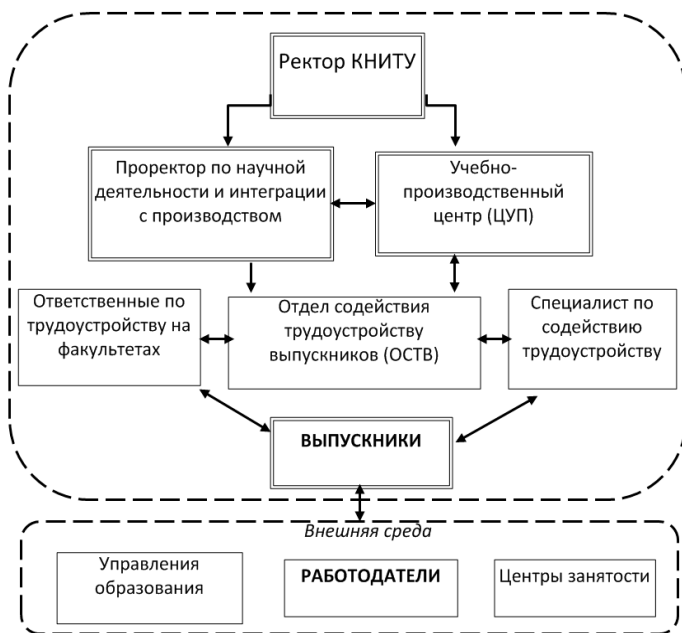 Ректор КНИТУ
Проректор по научной
деятельности и интеграции
с производством
Учебно-
производственный
центр (ЦУП)
Ответственные по
трудоустройству на
факультетах
Отдел содействия
трудоустройству
выпускников (ОСТВ)
Специалист по
содействию
трудоустройству
ВЫПУСКНИКИ
Внешняя среда
Управления
образования
РАБОТОДАТЕЛИ
Центры занятости